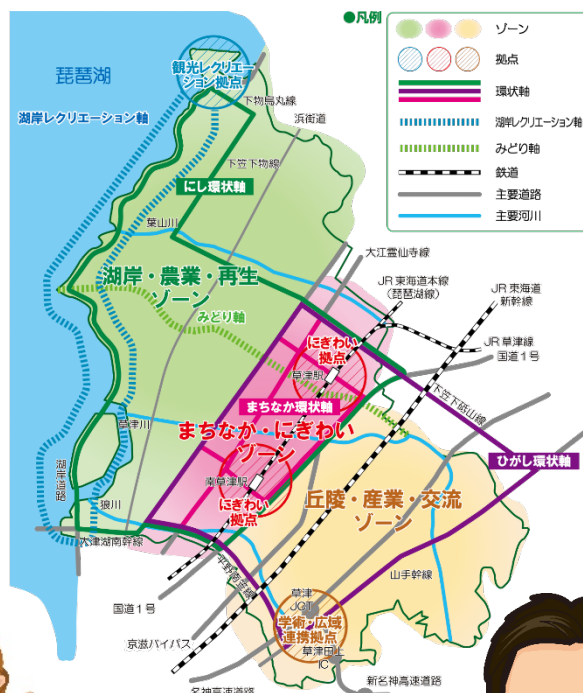 ●凡例
ゾーン
拠点
環状軸
湖岸レクリエーション軸
みどり軸
鉄道
主要道路
主要河川
琵琶湖
観光レクリエ
ーション拠点
湖岸レクリエーション軸
下物烏丸線
浜街道
下笠下物線
にし環状軸
葉山川
大江霊仙寺線
湖岸・農業・再生
ゾーン
JR東海道本線
(琵琶湖線)
JR東海道
新幹線
みどり軸
にぎわい
拠点
JR草津線
草津駅
国道1号
まちなか環状軸
下笠下砥山線
草津川
まちなか・にぎわい
ゾーン
ひがし環状軸
湖岸道路
南草津駅
狼川
にぎわい
拠点
丘陵・産業・交流
ゾーン
大津湖南幹線
平野南笠線
山手幹線
国道1号
草津
JCT
学術・広域
連携拠点
京滋バイパス
草津田上
IC
新名神高速道路
名神高速道路